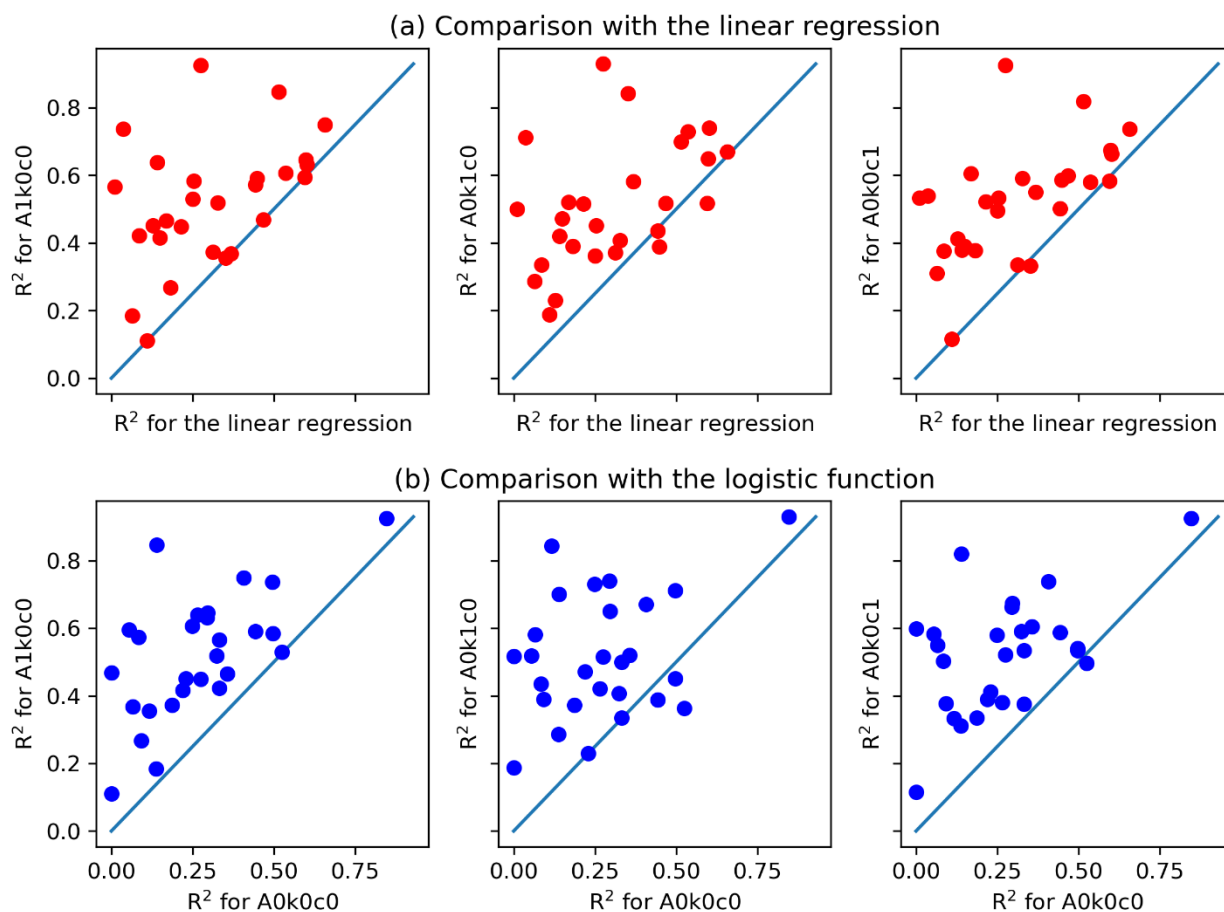 (a) Comparison with the linear regression
R² for A1k0c0
0.8
0.6
0.4
0.2
0.0
R² for the linear regression
R² for A0k1c0
R² for the linear regression
R² for A0k0c1
R² for the linear regression
(b) Comparison with the logistic function
R² for A1k0c0
0.8
0.6
0.4
0.2
0.0
0.00 0.25 0.50 0.75
R² for A0k0c0
R² for A0k1c0
0.00 0.25 0.50 0.75
R² for A0k0c0
R² for A0k0c1
0.00 0.25 0.50 0.75
R² for A0k0c0